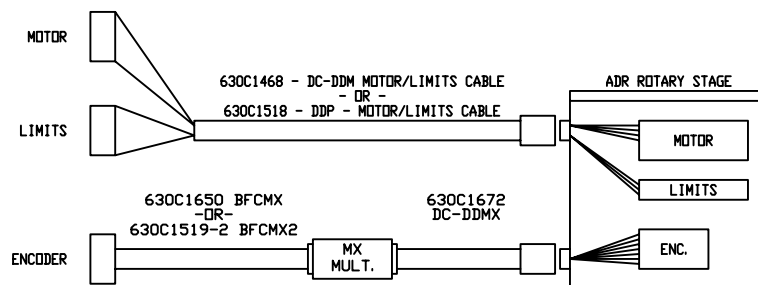 MOTOR
630C1468 - DC-DDM MOTOR/LIMITS CABLE
- OR -
630C1518 - DDP - MOTOR/LIMITS CABLE
ADR ROTARY STAGE
LIMITS
MOTOR
LIMITS
630C1650 BFCMX
-OR-
630C1519-2 BFCMX2
630C1672
DC-DDMX
ENCODER
MX
MULT.
ENC.